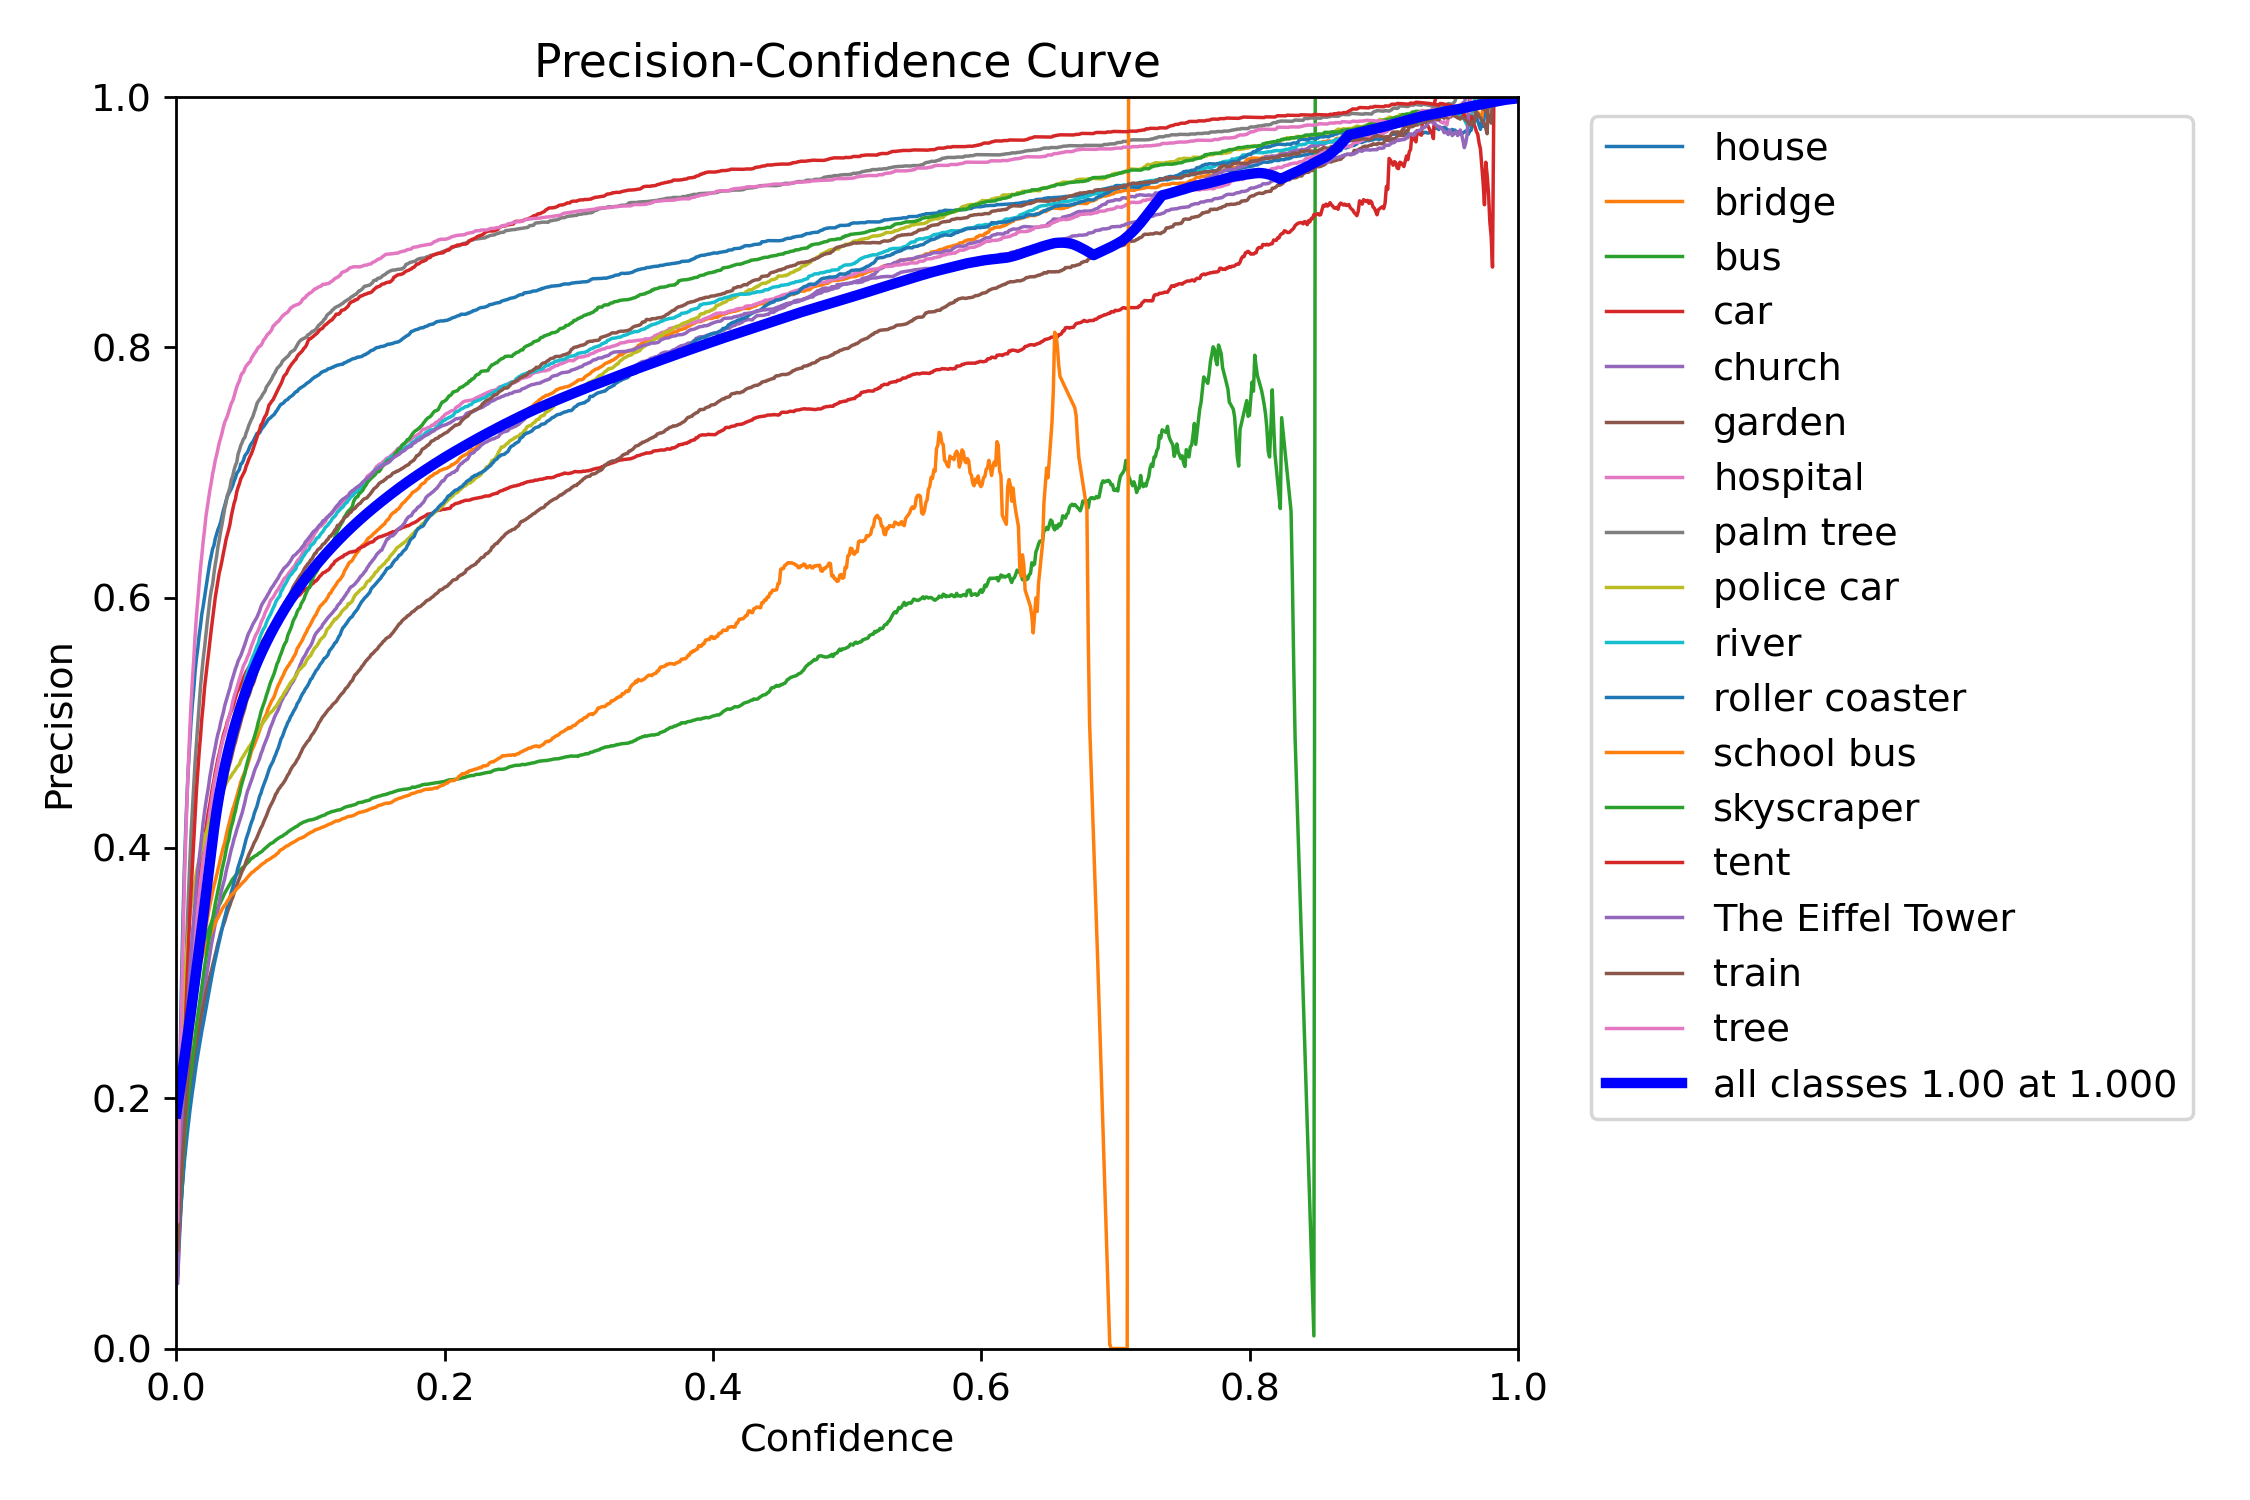 Precision-Confidence Curve
1.0
0.8
0.6
0.4
0.2
0.0
Precision
0.0 0.2 0.4 0.6 0.8 1.0
Confidence
house
bridge
bus
car
church
garden
hospital
palm tree
police car
river
roller coaster
school bus
skyscraper
tent
The Eiffel Tower
train
tree
all classes 1.00 at 1.000